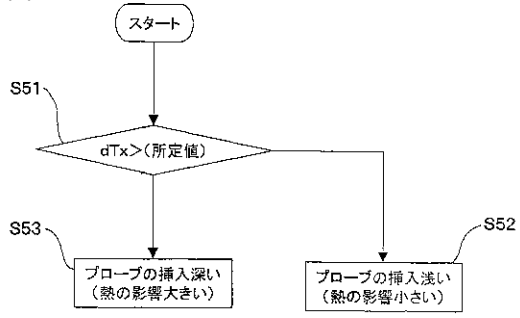 スタート
S51
dTx>(所定値)
S53
プローブの挿入深い
(熱の影響大きい)
S52
プローブの挿入浅い
(熱の影響小さい)